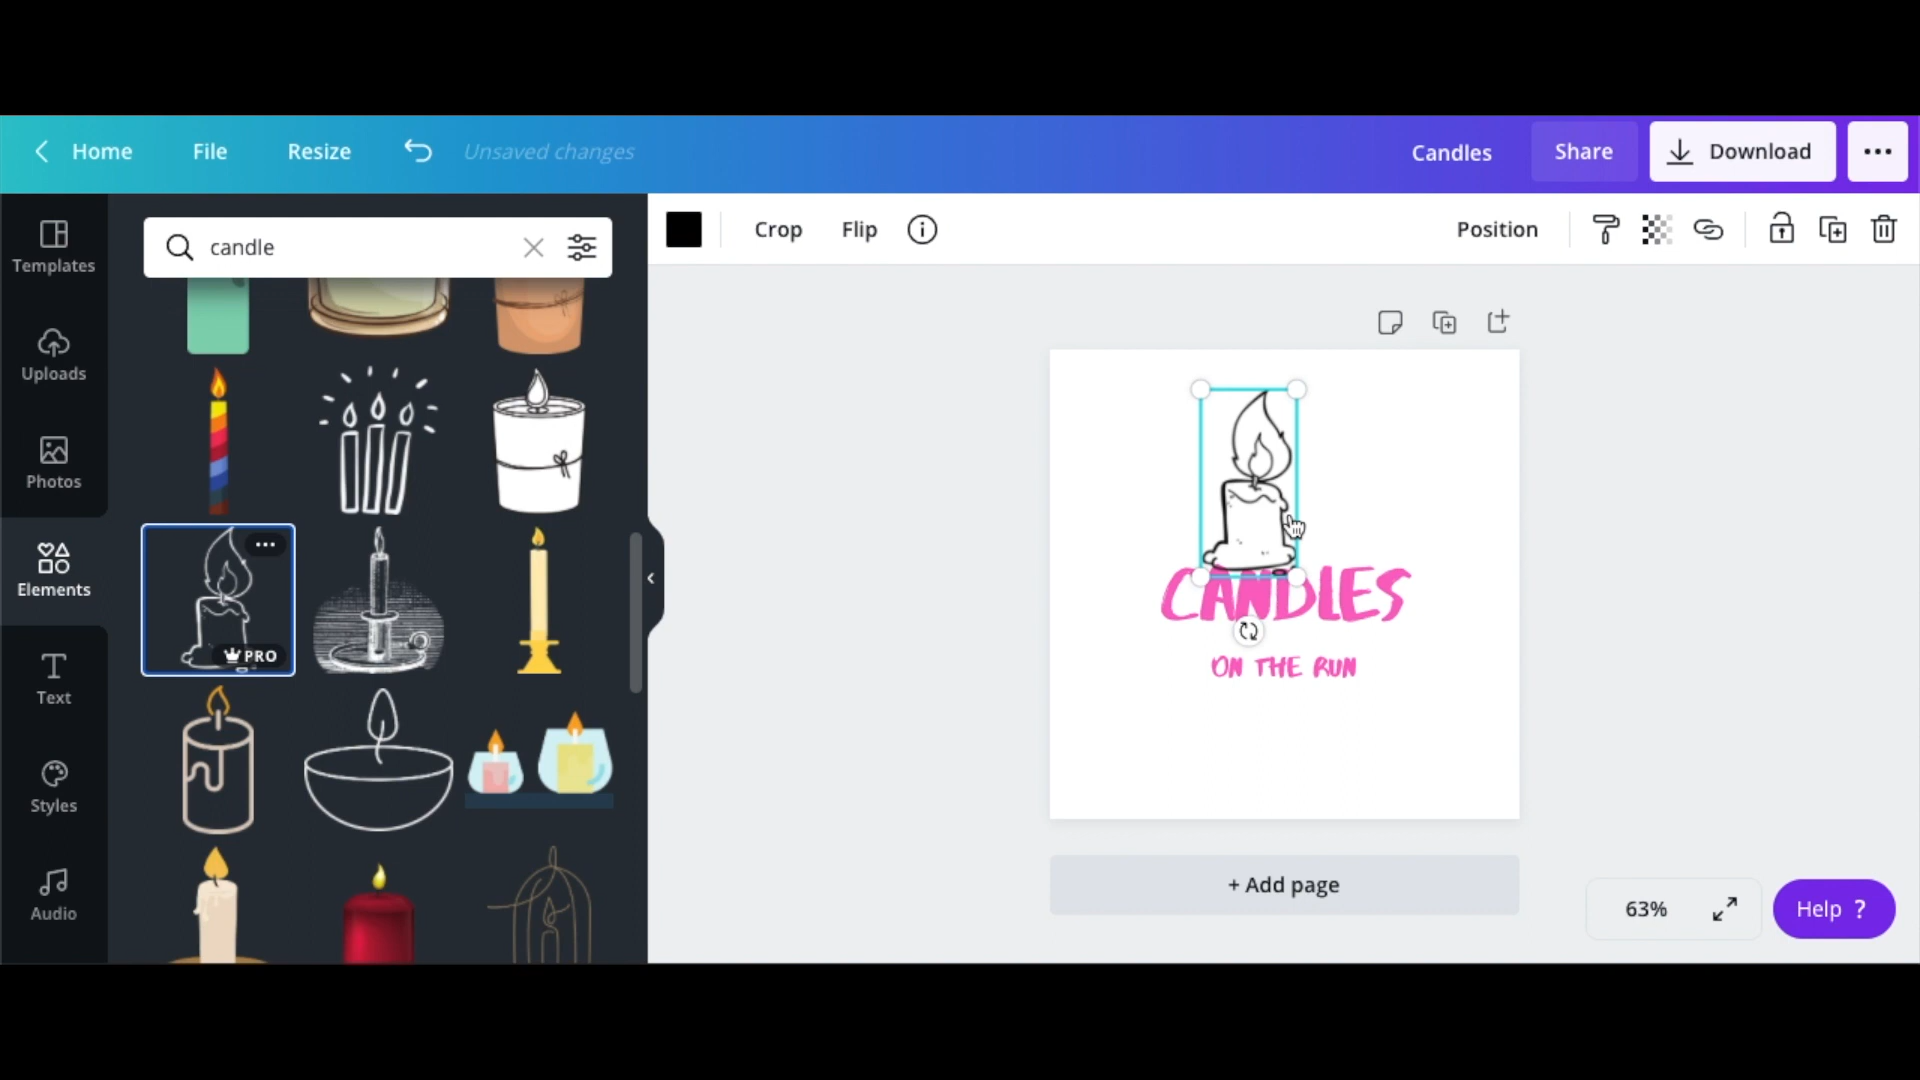 Home File Resize Unsaved changes Candles Share Download
candle
Crop Flip Position
Templates
Uploads
Photos
Elements
Text
Styles
Audio
PRO
CANDLES
ON THE RUN
+ Add page
63%
Help ?